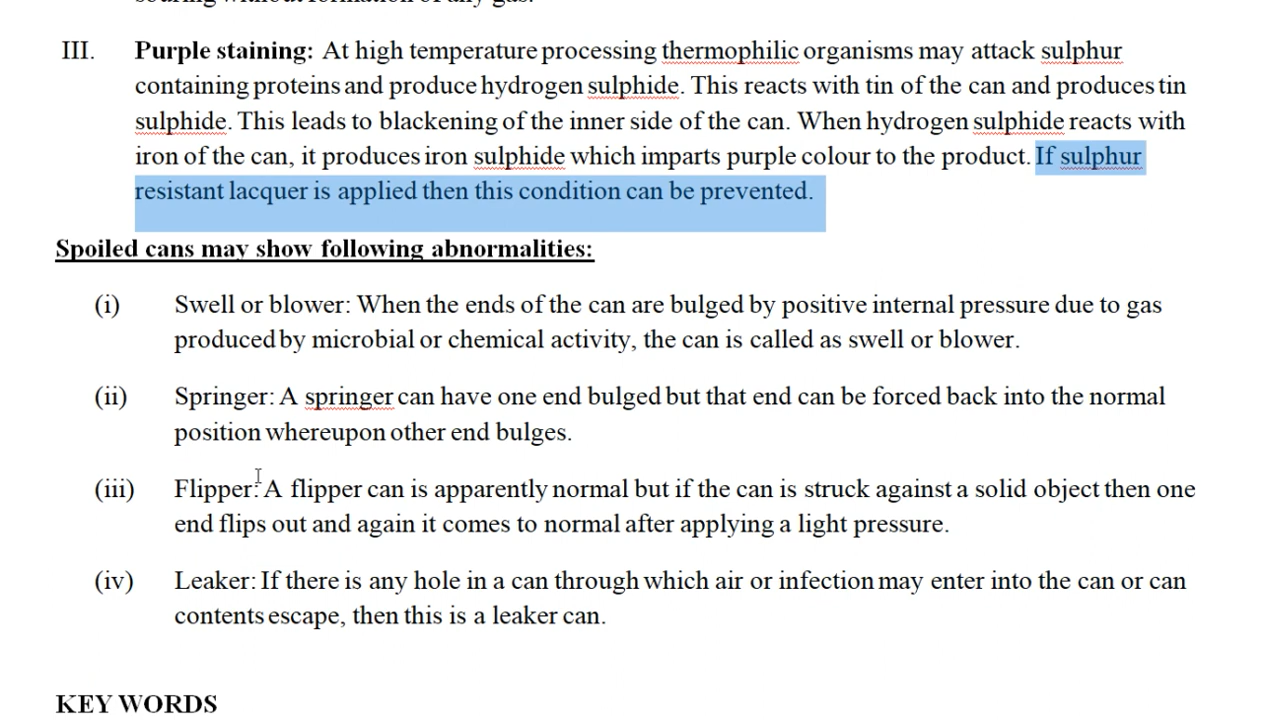 souring without formation of any gas.
III. Purple staining: At high temperature processing thermophilic organisms may attack sulphur
containing proteins and produce hydrogen sulphide. This reacts with tin of the can and produces tin
sulphide. This leads to blackening of the inner side of the can. When hydrogen sulphide reacts with
iron of the can, it produces iron sulphide which imparts purple colour to the product. If sulphur
resistant lacquer is applied then this condition can be prevented.
Spoiled cans may show following abnormalities:
(i) Swell or blower: When the ends of the can are bulged by positive internal pressure due to gas
produced by microbial or chemical activity, the can is called as swell or blower.
(ii) Springer: A springer can have one end bulged but that end can be forced back into the normal
position whereupon other end bulges.
(iii) Flipper: A flipper can is apparently normal but if the can is struck against a solid object then one
end flips out and again it comes to normal after applying a light pressure.
(iv) Leaker: If there is any hole in a can through which air or infection may enter into the can or can
contents escape, then this is a leaker can.
KEY WORDS